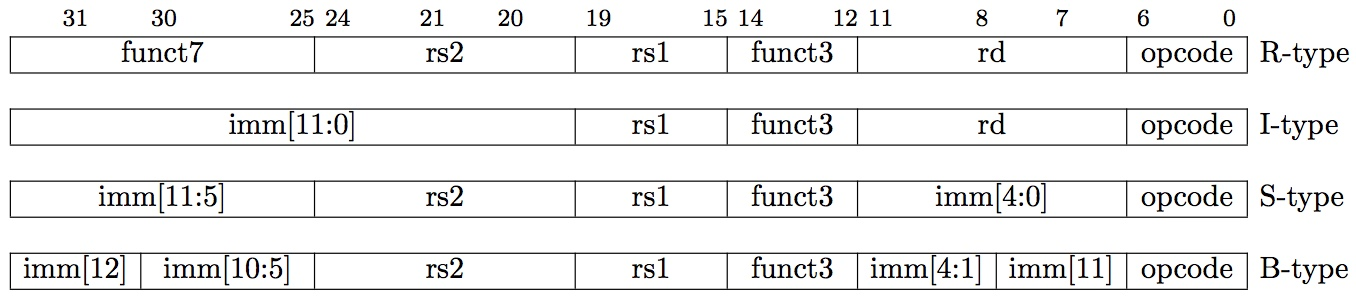 31 30 25 24 21 20 19 15 14 12 11 8 7 6 0
funct7 rs2 rs1 funct3 rd opcode R-type
imm[11:0] rs1 funct3 rd opcode I-type
imm[11:5] rs2 rs1 funct3 imm[4:0] opcode S-type
imm[12] imm[10:5] rs2 rs1 funct3 imm[4:1] imm[11] opcode B-type